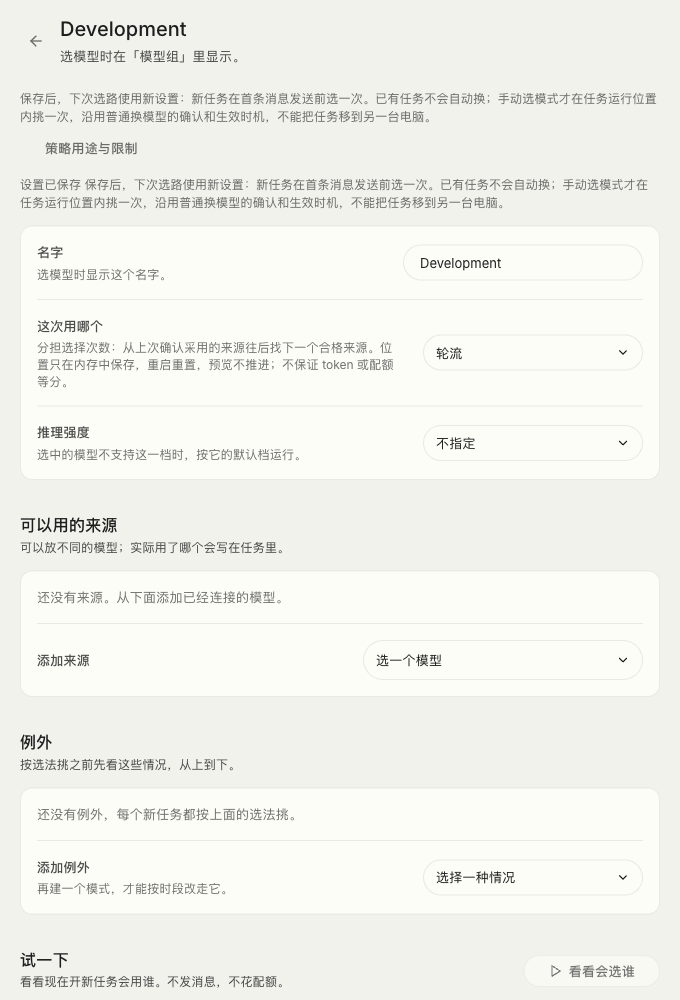 Development
选模型时在「模型组」里显示。
保存后，下次选路使用新设置：新任务在首条消息发送前选一次。已有任务不会自动换；手动选模式才在任务运行位置
内挑一次，沿用普通换模型的确认和生效时机，不能把任务移到另一台电脑。
策略用途与限制
设置已保存 保存后，下次选路使用新设置：新任务在首条消息发送前选一次。已有任务不会自动换；手动选模式才在
任务运行位置内挑一次，沿用普通换模型的确认和生效时机，不能把任务移到另一台电脑。
名字
选模型时显示这个名字。
Development
这次用哪个
分担选择次数：从上次确认采用的来源往后找下一个合格来源。位
置只在内存中保存，重启重置，预览不推进；不保证 token 或配额
等分。
轮流
推理强度
选中的模型不支持这一档时，按它的默认档运行。
不指定
可以用的来源
可以放不同的模型；实际用了哪个会写在任务里。
还没有来源。从下面添加已经连接的模型。
添加来源
选一个模型
例外
按选法挑之前先看这些情况，从上到下。
还没有例外，每个新任务都按上面的选法挑。
添加例外
再建一个模式，才能按时段改走它。
选择一种情况
试一下
看看现在开新任务会用谁。不发消息，不花配额。
看看会选谁